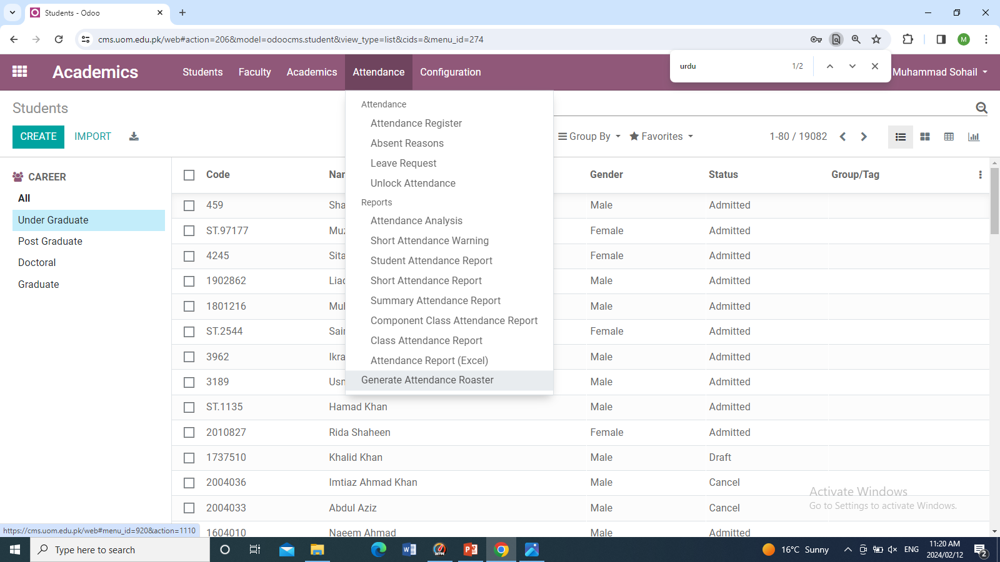 Students - Odoo
cms.uom.edu.pk/web#action=206&model=odoocms.student&view_type=list&cids=&menu_id=274
M
urdu 1/2
Academics Students Faculty Academics Attendance Configuration Muhammad Sohail
Students
CREATE IMPORT Group By Favorites 1-80 / 19082
Attendance
Attendance Register
Absent Reasons
Leave Request
Unlock Attendance
Reports
Attendance Analysis
Short Attendance Warning
Student Attendance Report
Short Attendance Report
Summary Attendance Report
Component Class Attendance Report
Class Attendance Report
Attendance Report (Excel)
Generate Attendance Roaster
CAREER
All
Under Graduate
Post Graduate
Doctoral
Graduate
Code Gender Status Group/Tag
459 Sha Male Admitted
ST.97177 Female Admitted
4245 Sita Female Admitted
1902862 Male Admitted
1801216 Male Admitted
ST.2544 Female Admitted
3962 Ikra Male Admitted
3189 Male Admitted
ST.1135 Hamad Khan Male Admitted
2010827 Rida Shaheen Female Admitted
1737510 Khalid Khan Male Draft
2004036 Imtiaz Ahmad Khan Male Cancel
2004033 Abdul Aziz Male Cancel
1604010 Naeem Ahmad Male Admitted
Activate Windows
Go to Settings to activate Windows.
https://cms.uom.edu.pk/web#menu_id=920&action=1110
Type here to search
16°C Sunny
ENG
11:20 AM
2024/02/12
2